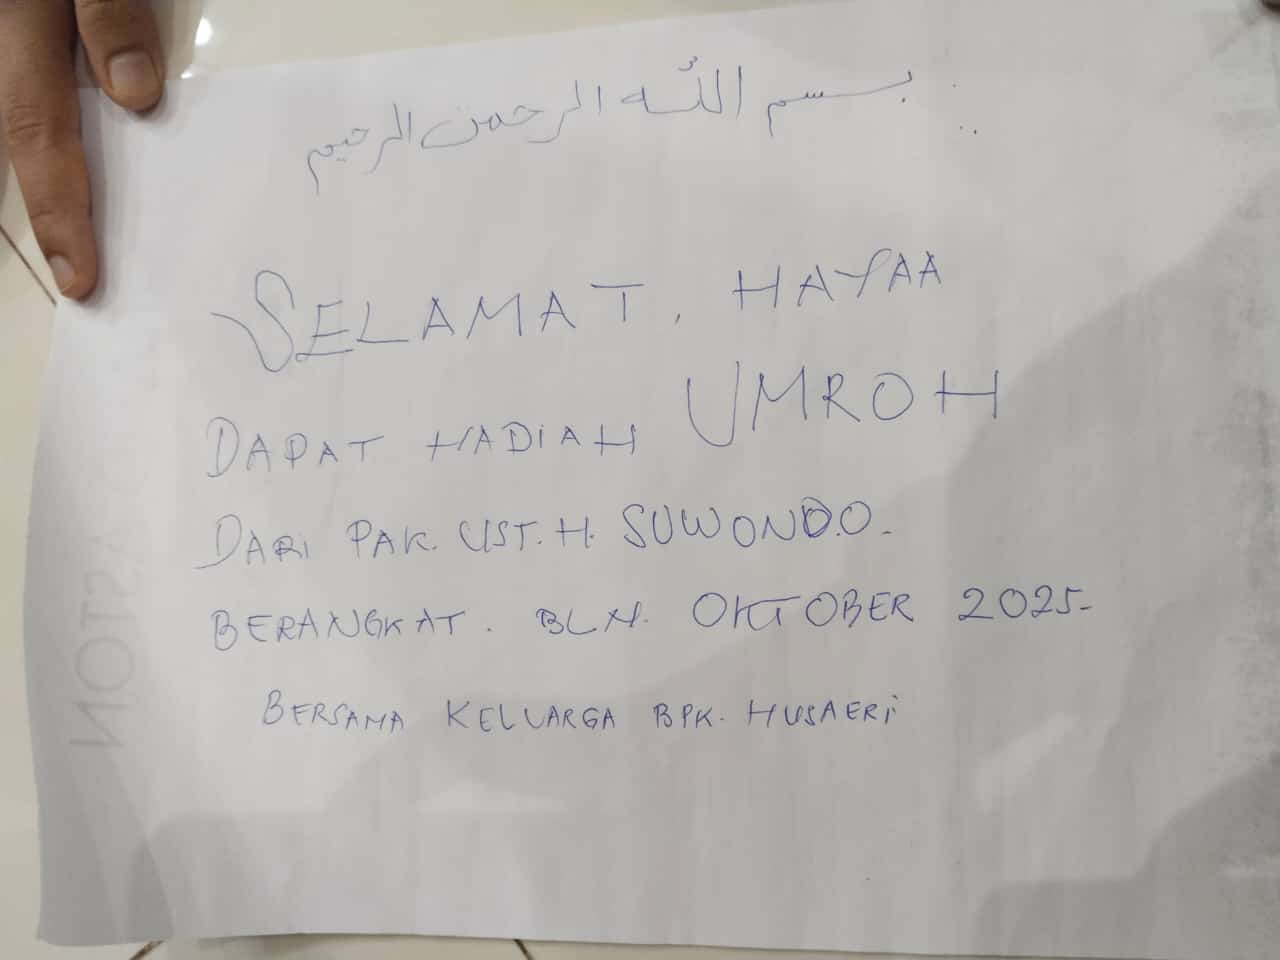 بسم الله الرحمن الرحيم
SELAMAT, HAYAA
DAPAT HADIAH UMROH
DARI PAK. UST. H. SUWONDO.
BERANGKAT. BLN. OKTOBER 2025
BERSAMA KELUARGA BPK. HUSAERI